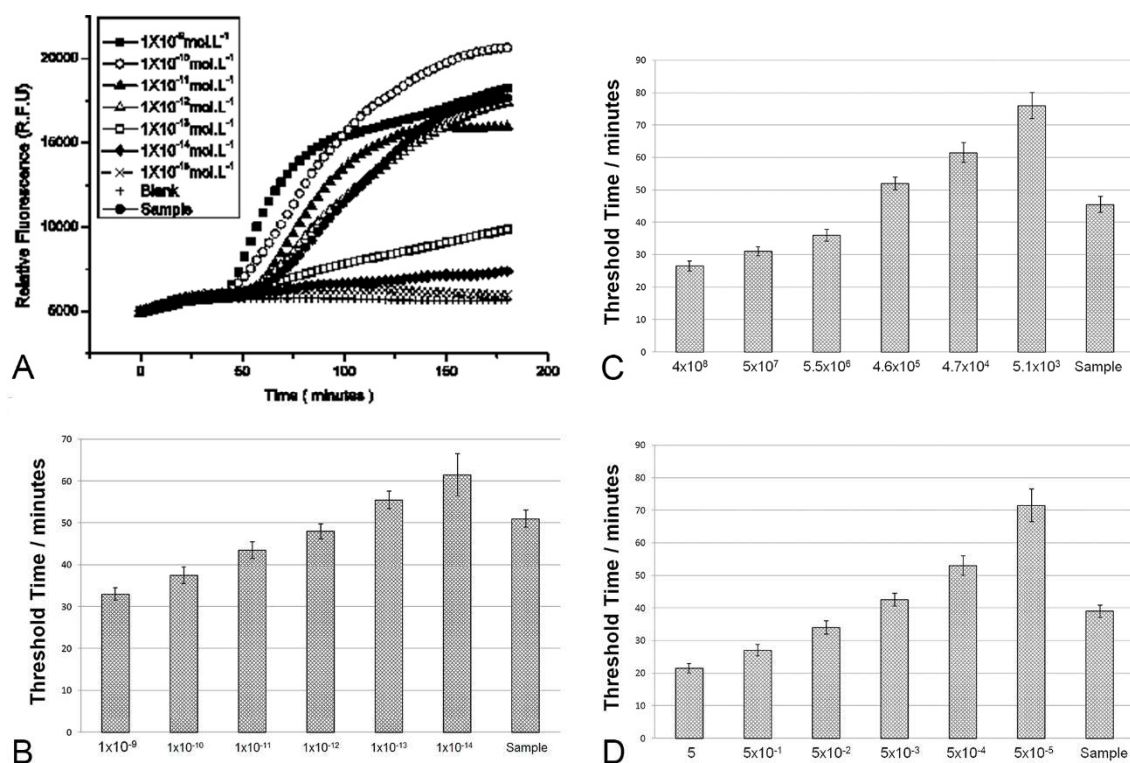 1X10⁻⁹mol.L⁻¹
1X10⁻¹⁰mol.L⁻¹
1X10⁻¹¹mol.L⁻¹
1X10⁻¹²mol.L⁻¹
1X10⁻¹³mol.L⁻¹
1X10⁻¹⁴mol.L⁻¹
1X10⁻¹⁵mol.L⁻¹
Blank
Sample
Relative Fluorescence (R.F.U)
20000
16000
10000
6000
0 50 100 150 200
Time ( minutes )
A
Threshold Time / minutes
90
80
70
60
50
40
30
20
10
0
4x10⁸ 5x10⁷ 5.5x10⁶ 4.6x10⁵ 4.7x10⁴ 5.1x10³ Sample
C
Threshold Time / minutes
70
60
50
40
30
20
10
0
1x10⁻⁹ 1x10⁻¹⁰ 1x10⁻¹¹ 1x10⁻¹² 1x10⁻¹³ 1x10⁻¹⁴ Sample
B
Threshold Time / minutes
90
80
70
60
50
40
30
20
10
0
5 5x10⁻¹ 5x10⁻² 5x10⁻³ 5x10⁻⁴ 5x10⁻⁵ Sample
D